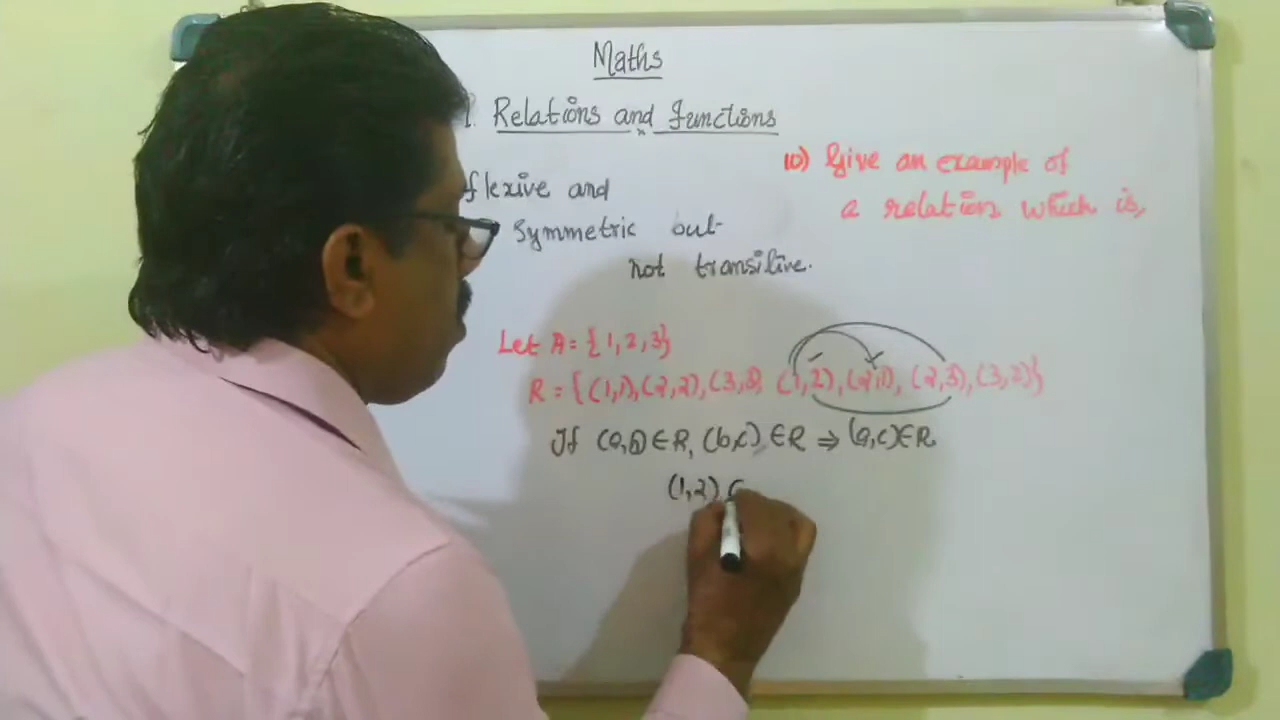 Maths
1. Relations and Functions
10) Give an example of
a relation which is,
flexive and
Symmetric but
not transitive.
Let A = {1, 2, 3}
R = {(1,1), (2,2), (3,3) (1,2), (2,1), (2,3), (3,2)}
If (a,b) ∈ R, (b,c) ∈ R ⇒ (a,c) ∈ R
(1,2)